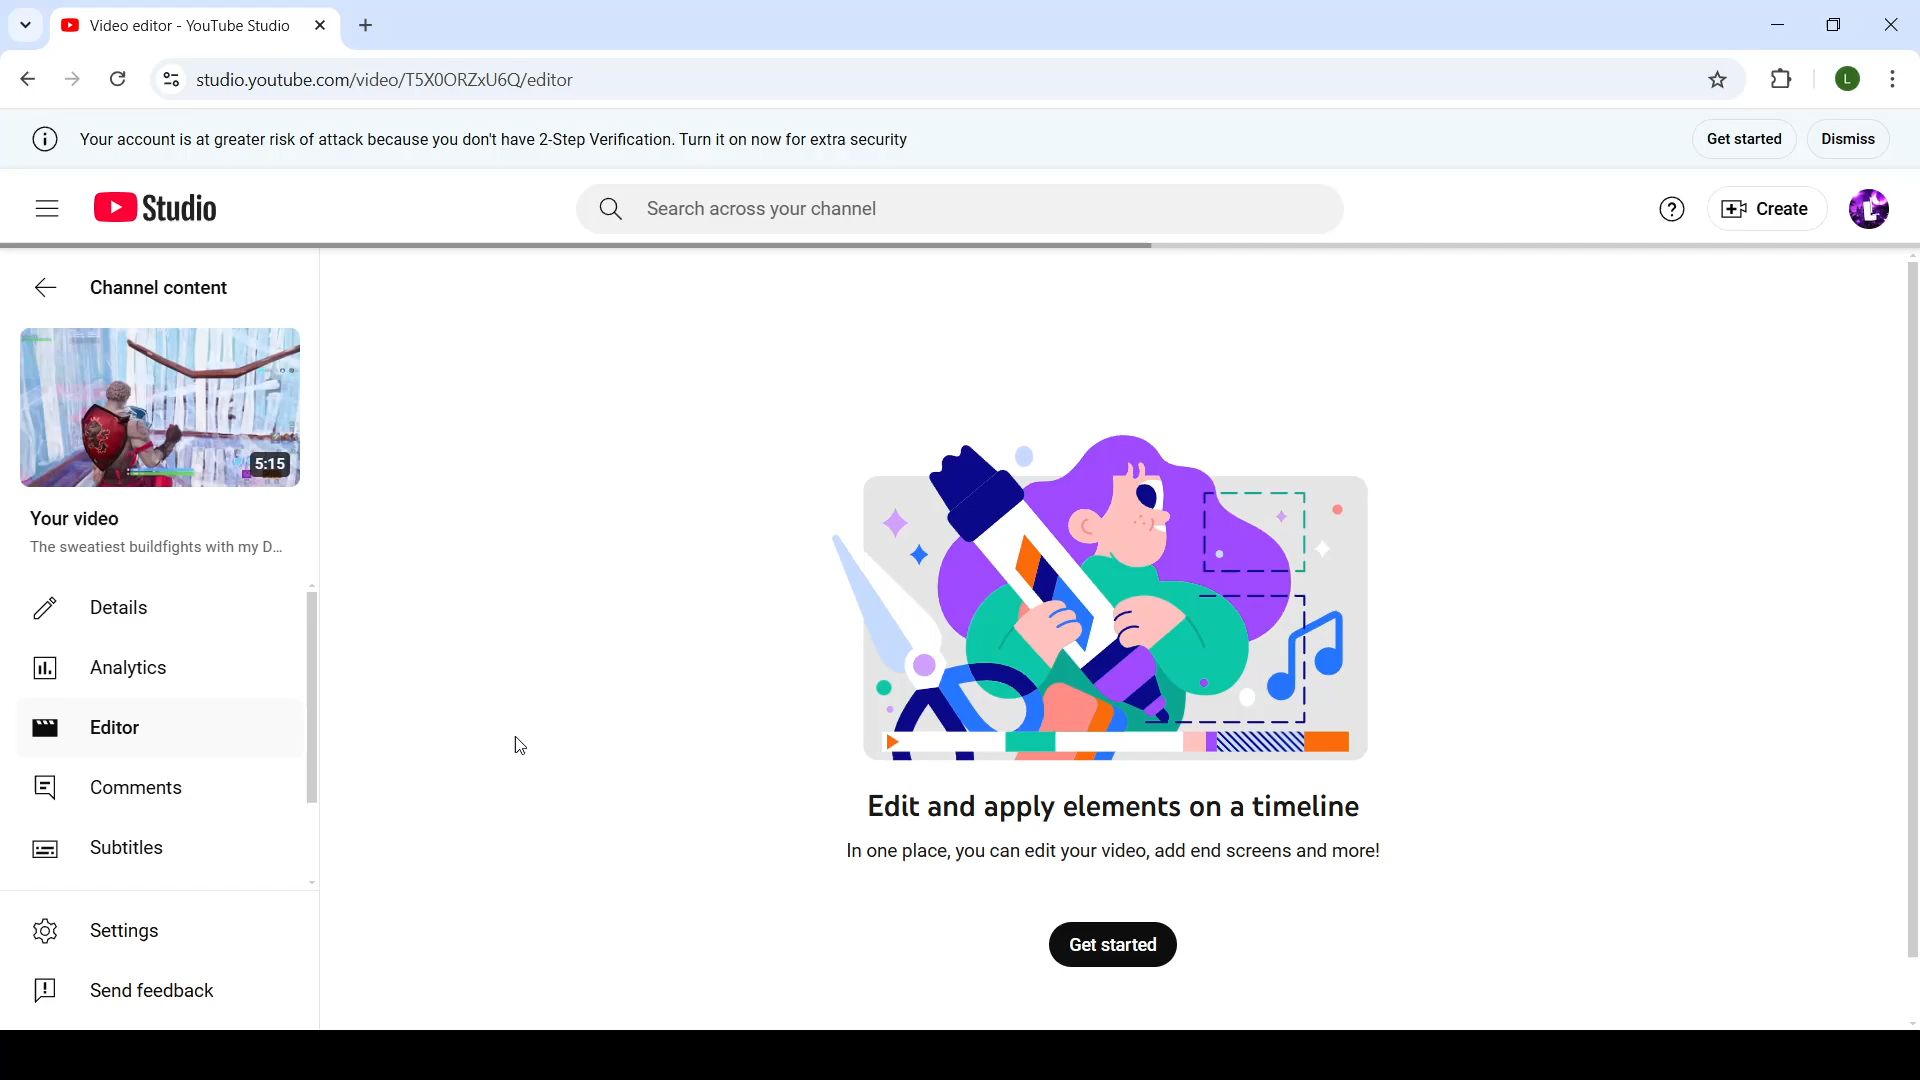 Video editor - YouTube Studio
studio.youtube.com/video/T5X0ORZxU6Q/editor
L
Your account is at greater risk of attack because you don't have 2-Step Verification. Turn it on now for extra security
Get started
Dismiss
Studio
Search across your channel
Create
L
Channel content
5:15
Your video
The sweatiest buildfights with my D...
Details
Analytics
Editor
Comments
Subtitles
Settings
Send feedback
Edit and apply elements on a timeline
In one place, you can edit your video, add end screens and more!
Get started